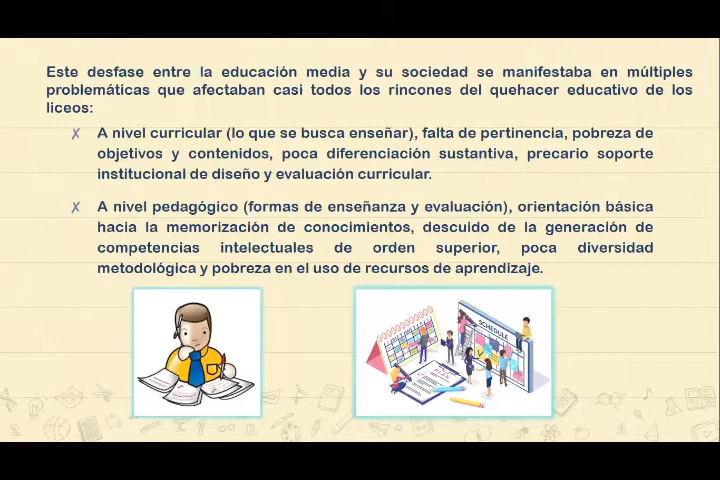 Este desfase entre la educación media y su sociedad se manifestaba en múltiples
problemáticas que afectaban casi todos los rincones del quehacer educativo de los
liceos:
✗ A nivel curricular (lo que se busca enseñar), falta de pertinencia, pobreza de
objetivos y contenidos, poca diferenciación sustantiva, precario soporte
institucional de diseño y evaluación curricular.
✗ A nivel pedagógico (formas de enseñanza y evaluación), orientación básica
hacia la memorización de conocimientos, descuido de la generación de
competencias intelectuales de orden superior, poca diversidad
metodológica y pobreza en el uso de recursos de aprendizaje.
SCHEDULE